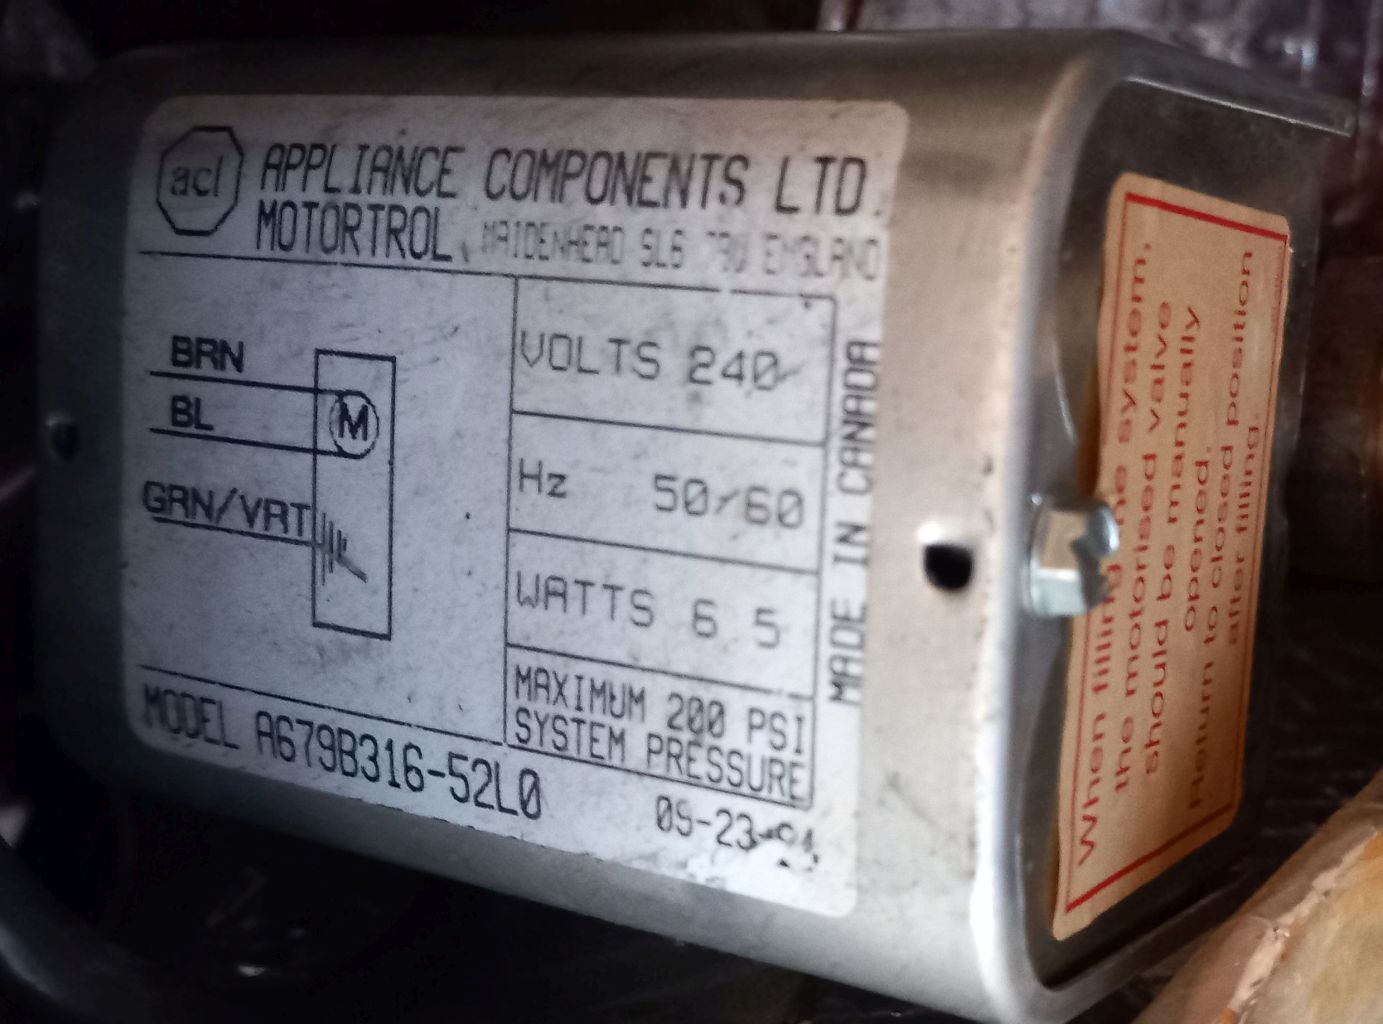 acl
APPLIANCE COMPONENTS LTD.
MOTORTROL, MAIDENHEAD SL6 ENGLAND
BRN
BL
M
GRN/VRT
VOLTS 240
Hz 50/60
WATTS 6 5
MAXIMUM 200 PSI
SYSTEM PRESSURE
MADE IN CANADA
MODEL A679B316-52L0
09-23-
When filling the system,
the motorised valve
should be manually
opened.
Return to closed position
after filling.